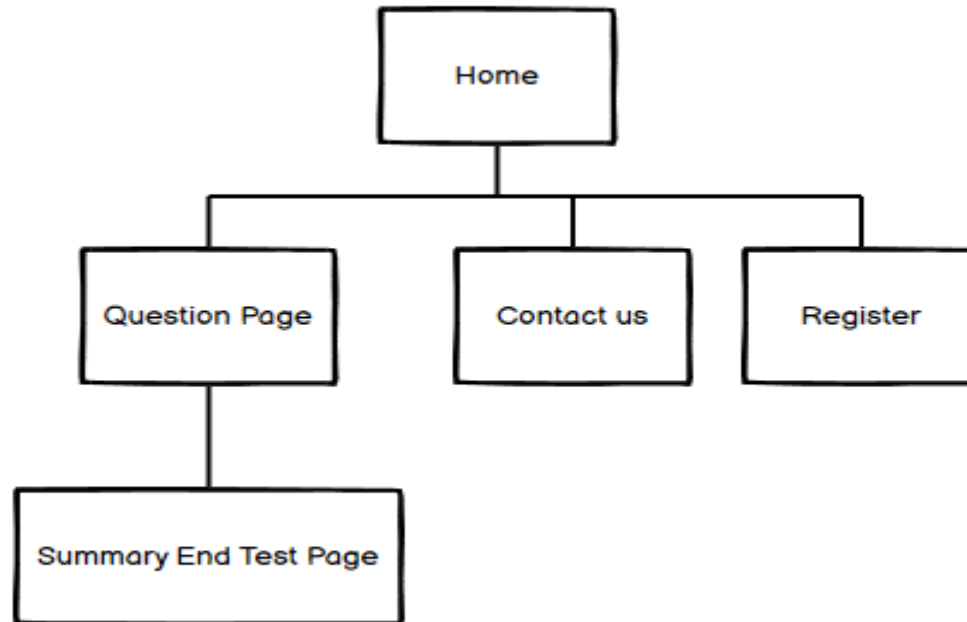 Home
Question Page
Contact us
Register
Summary End Test Page